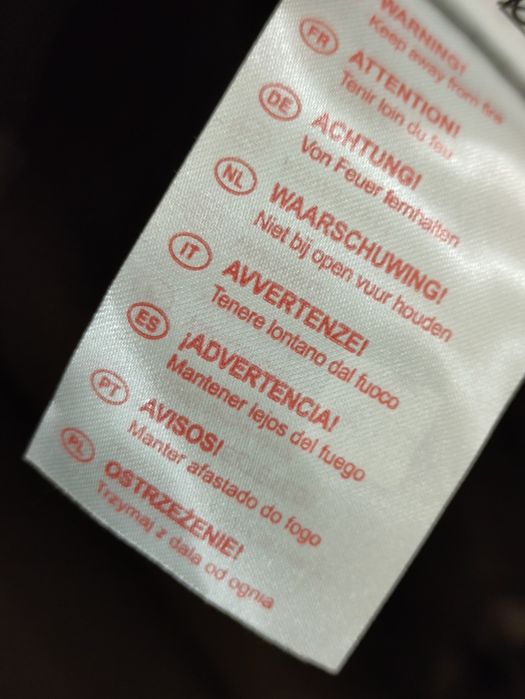 WARNING!
Keep away from fire
FR ATTENTION!
Tenir loin du feu
DE ACHTUNG!
Von Feuer fernhalten
NL WAARSCHUWING!
Niet bij open vuur houden
IT AVVERTENZE!
Tenere lontano dal fuoco
ES ¡ADVERTENCIA!
Mantener lejos del fuego
PT AVISOS!
Manter afastado do fogo
PL OSTRZEŻENIE!
Trzymaj z dala od ognia